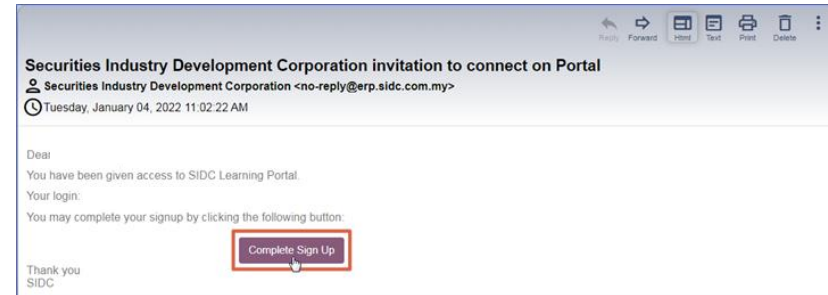 Reply Forward Html Text Print Delete
Securities Industry Development Corporation invitation to connect on Portal
Securities Industry Development Corporation <no-reply@erp.sidc.com.my>
Tuesday, January 04, 2022 11:02:22 AM
Dear
You have been given access to SIDC Learning Portal.
Your login:
You may complete your signup by clicking the following button:
Complete Sign Up
Thank you
SIDC